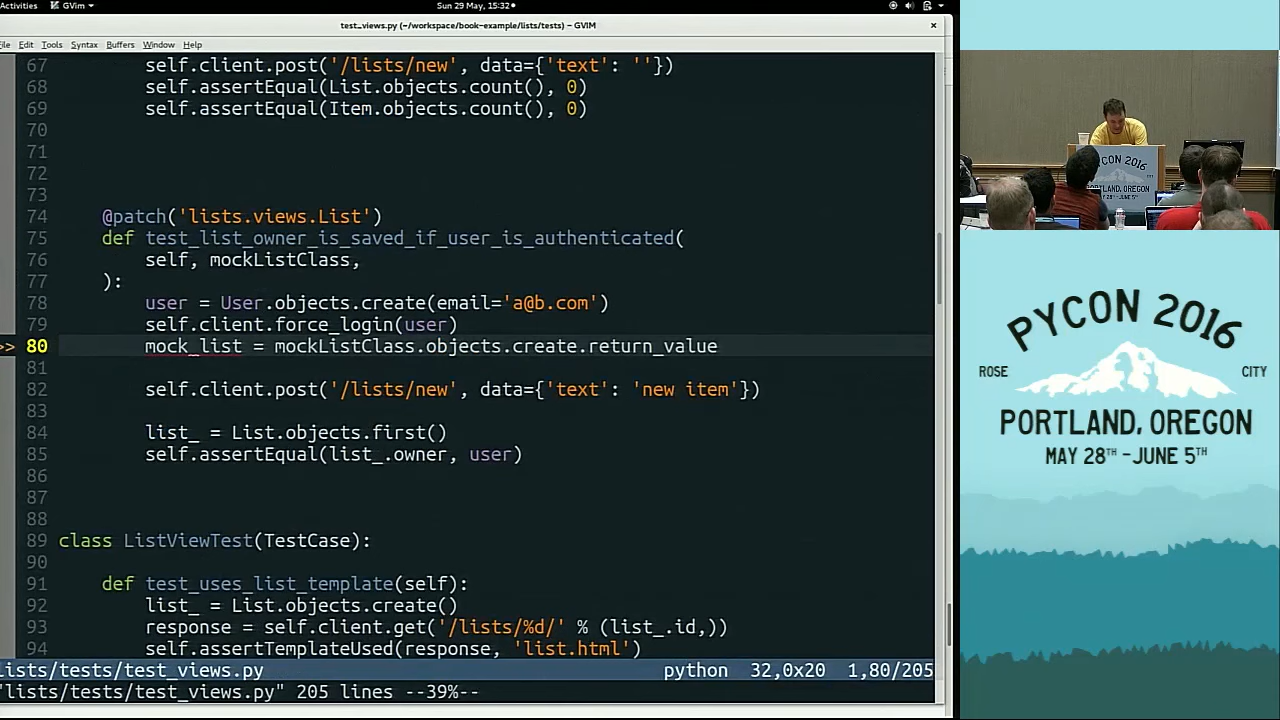 Activities GVim Sun 29 May, 15:32
test_views.py (~/workspace/book-example/lists/tests) – GVIM
File Edit Tools Syntax Buffers Window Help
67 self.client.post('/lists/new', data={'text': ''})
68 self.assertEqual(List.objects.count(), 0)
69 self.assertEqual(Item.objects.count(), 0)
70
71
72
73
74 @patch('lists.views.List')
75 def test_list_owner_is_saved_if_user_is_authenticated(
76 self, mockListClass,
77 ):
78 user = User.objects.create(email='a@b.com')
79 self.client.force_login(user)
>> 80 mock_list = mockListClass.objects.create.return_value
81
82 self.client.post('/lists/new', data={'text': 'new item'})
83
84 list_ = List.objects.first()
85 self.assertEqual(list_.owner, user)
86
87
88
89 class ListViewTest(TestCase):
90
91 def test_uses_list_template(self):
92 list_ = List.objects.create()
93 response = self.client.get('/lists/%d/' % (list_.id,))
94 self.assertTemplateUsed(response, 'list.html')
lists/tests/test_views.py python 32,0x20 1,80/205
"lists/tests/test_views.py" 205 lines --39%--
PYCON 2016
PORTLAND, OREGON
PYCON 2016
ROSE CITY
PORTLAND, OREGON
MAY 28TH - JUNE 5TH